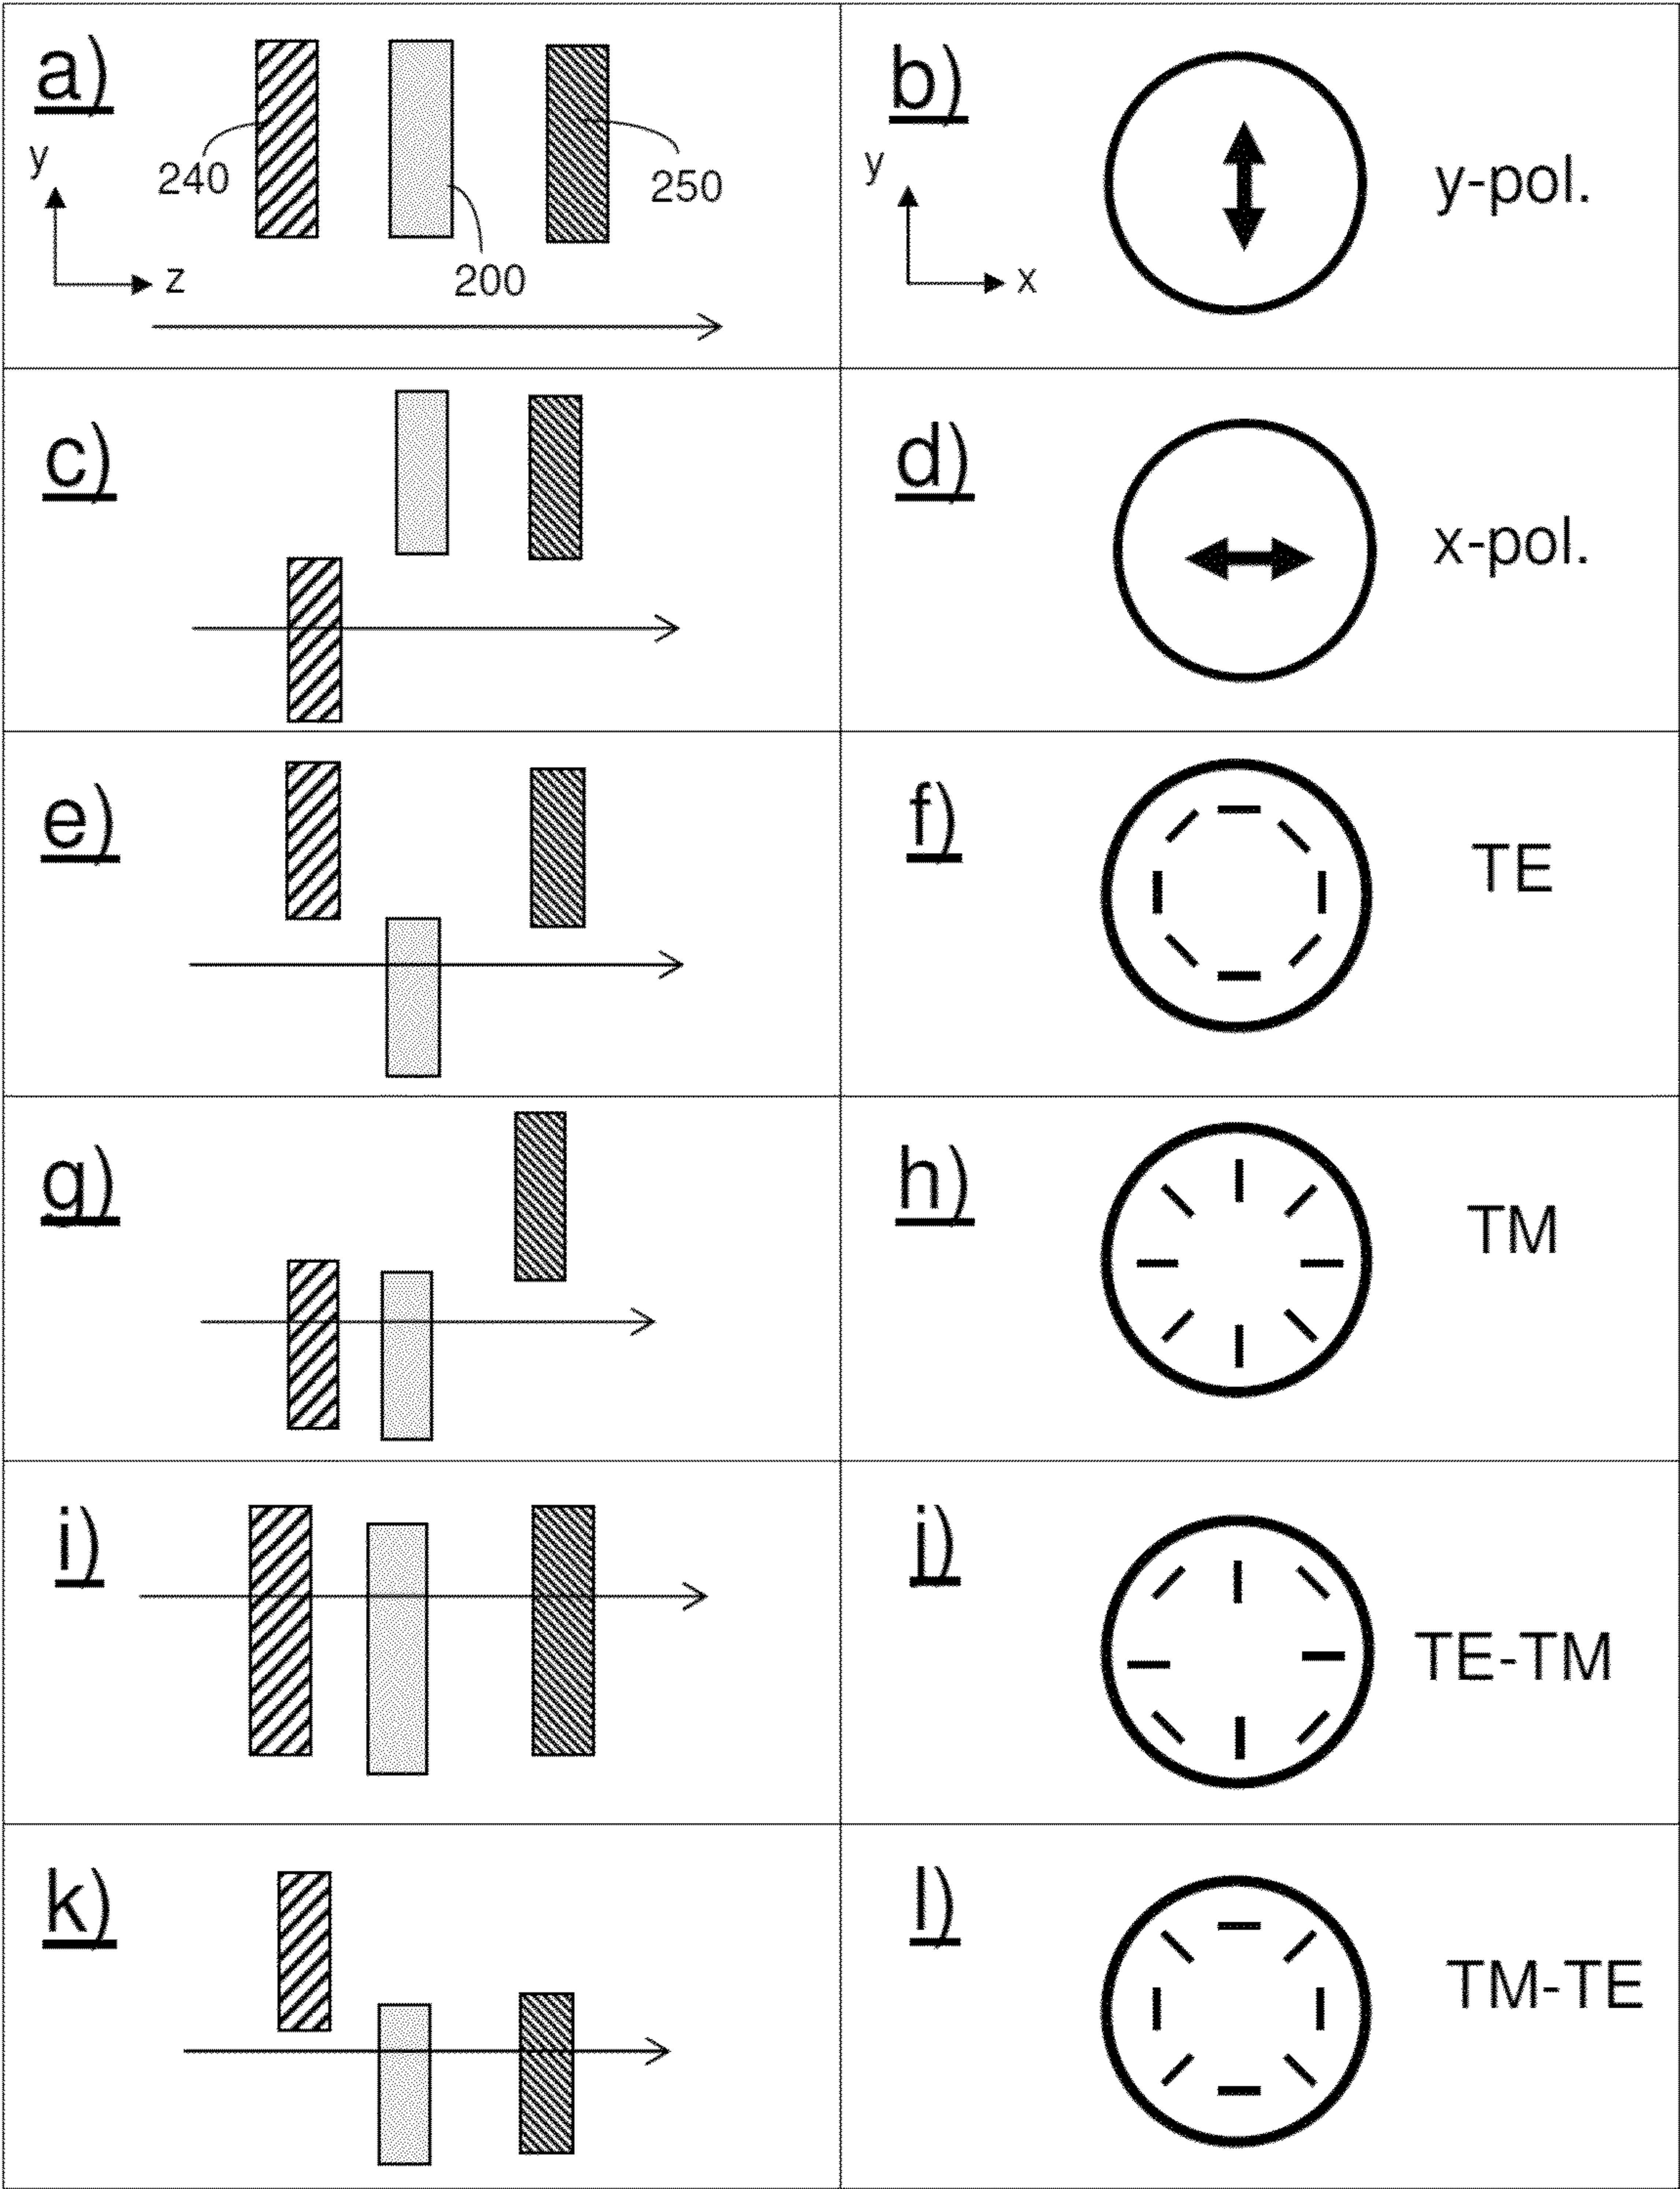 a)
y
240
250
z
200
b)
y
x
y-pol.
c)
d)
x-pol.
e)
f)
TE
g)
h)
TM
i)
j)
TE-TM
k)
l)
TM-TE